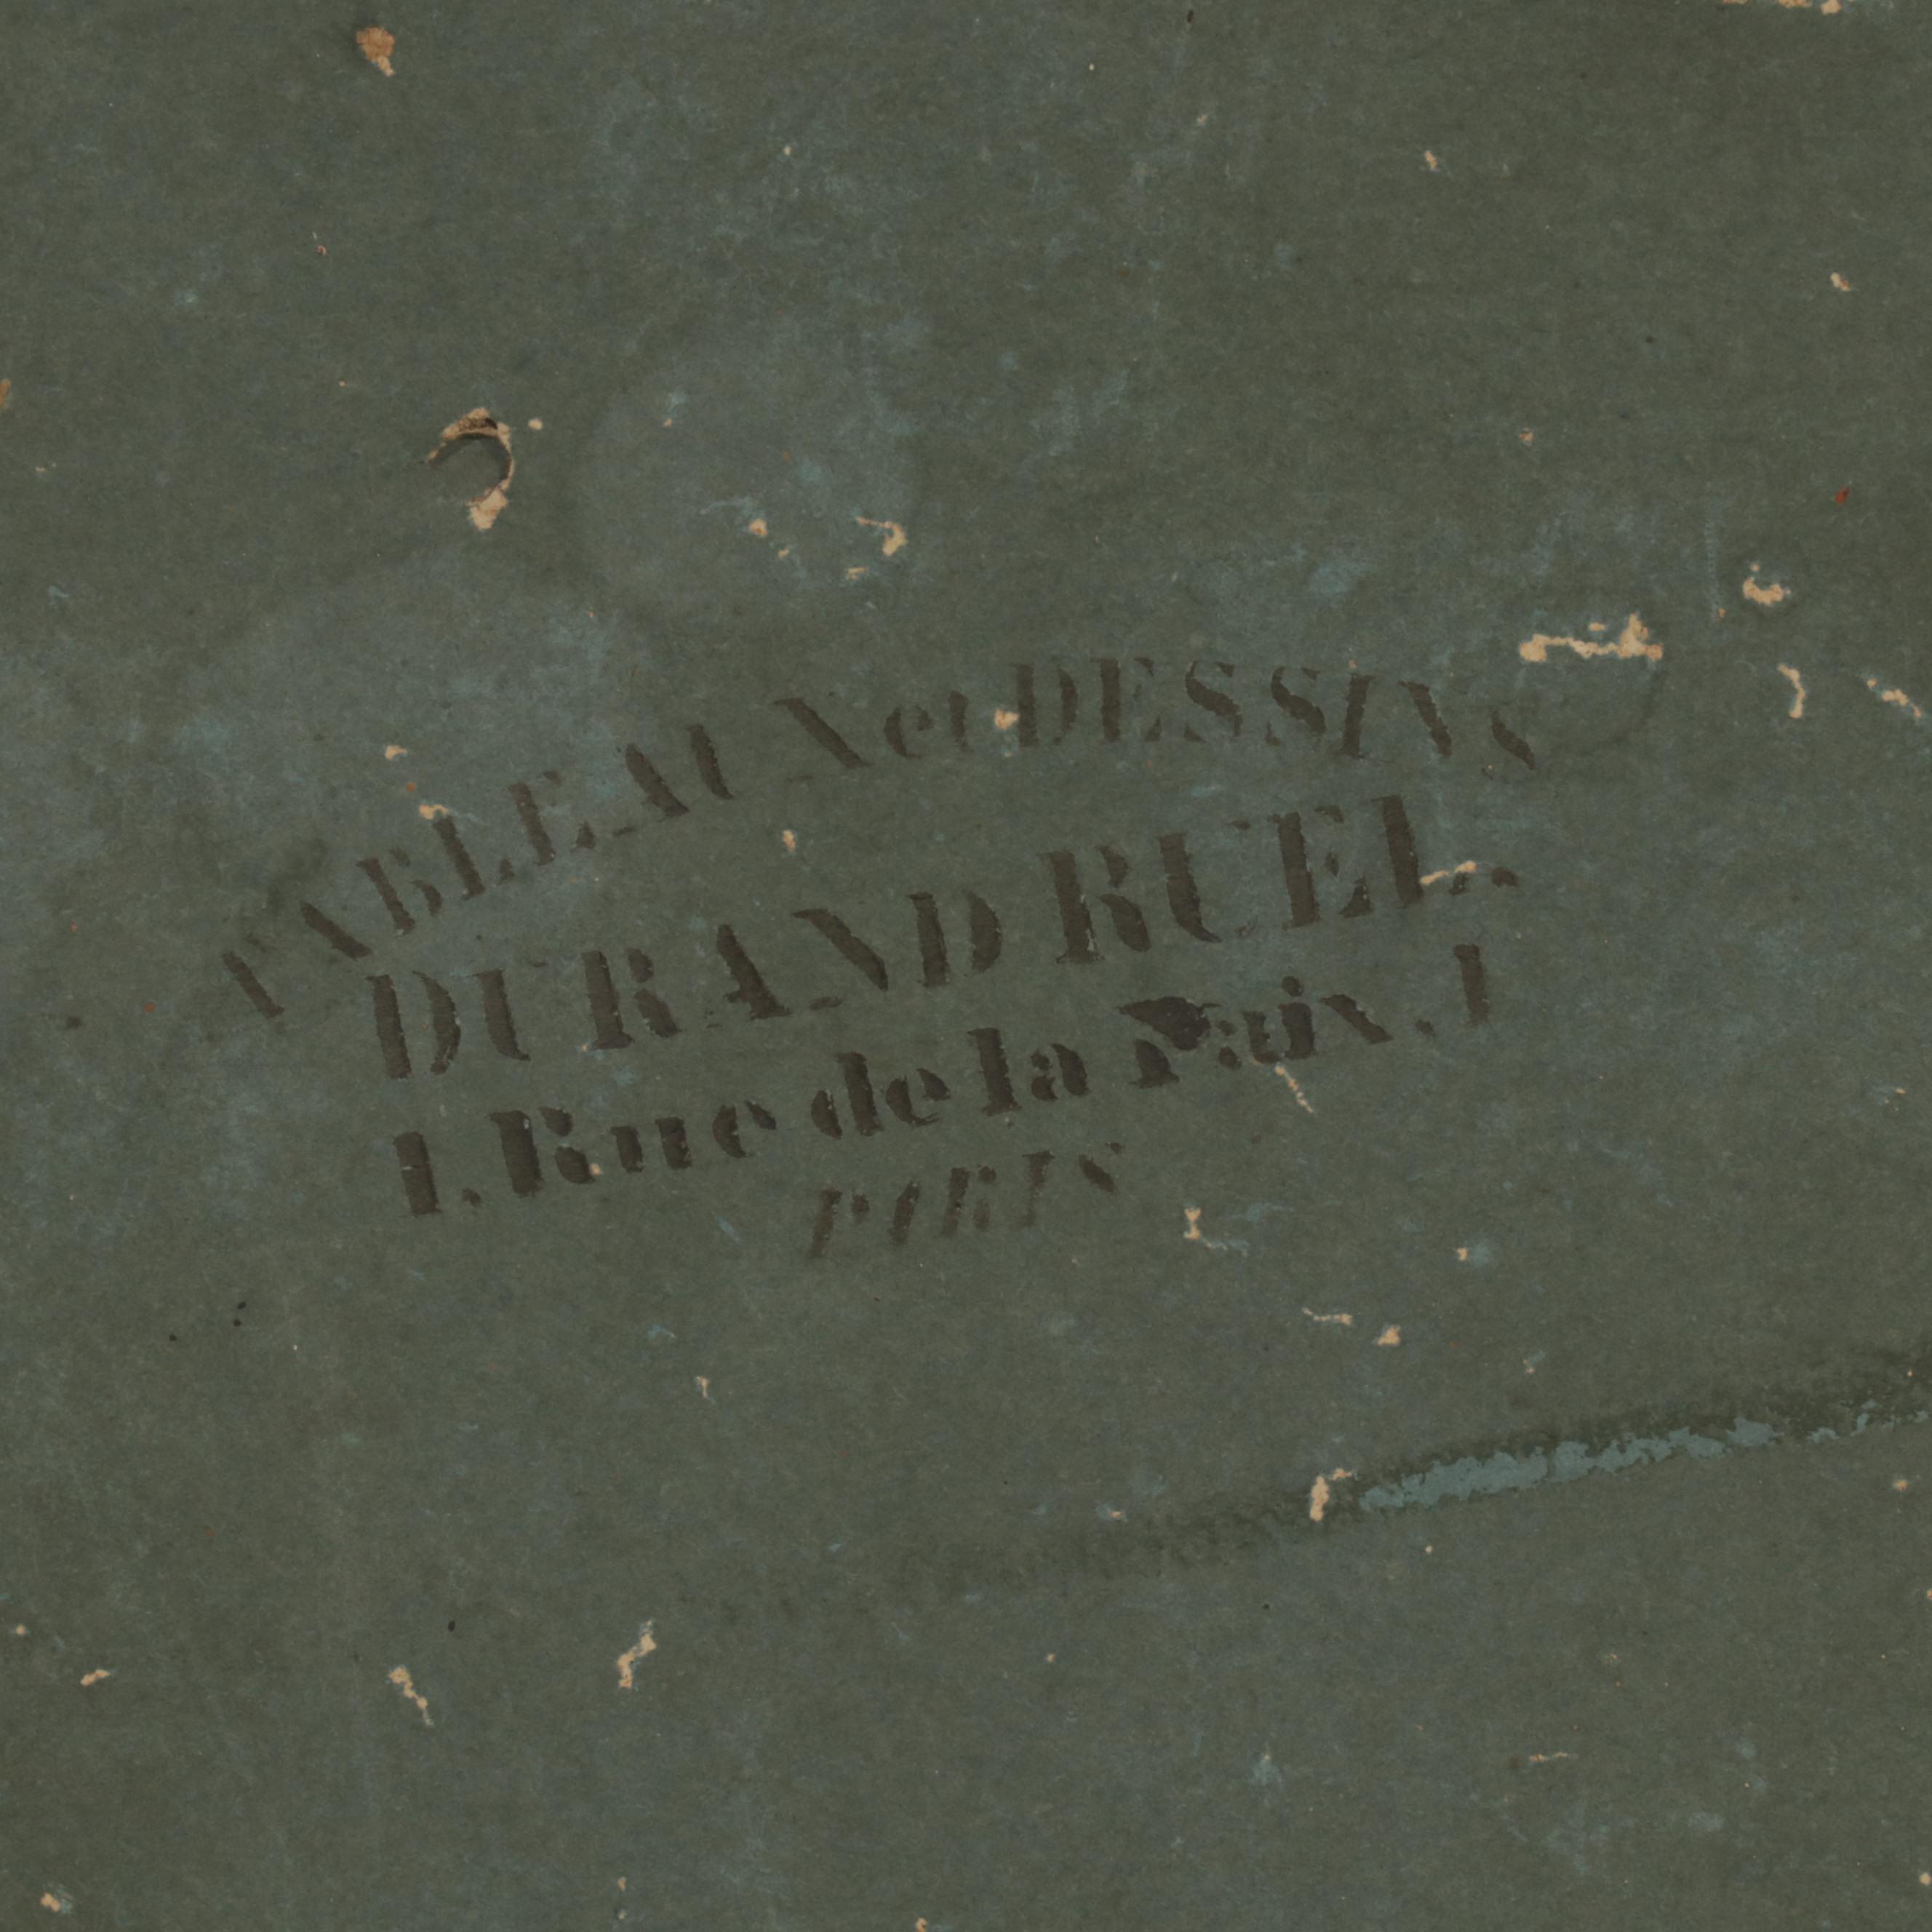 TABLEAUX et DESSINS
DURAND RUEL.
1. Rue de la Paix. 1
PARIS